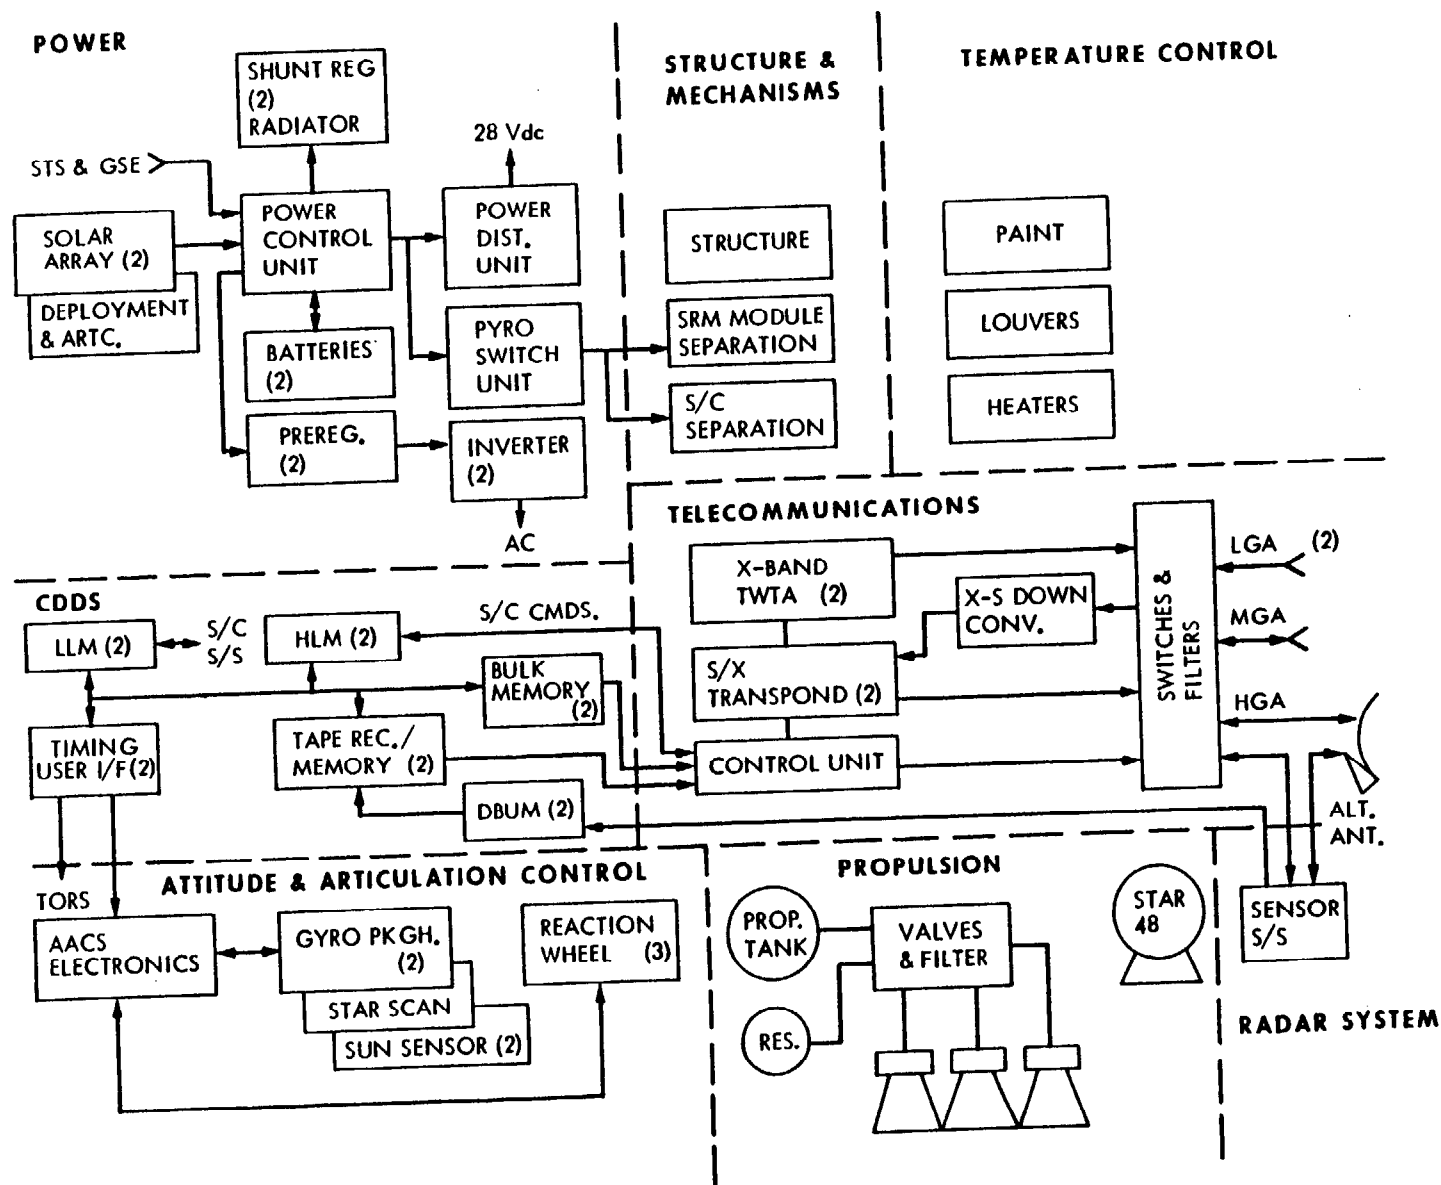 POWER
SHUNT REG
(2)
RADIATOR
28 Vdc
STS & GSE
POWER
CONTROL
UNIT
POWER
DIST.
UNIT
SOLAR
ARRAY (2)
DEPLOYMENT
& ARTC.
BATTERIES
(2)
PYRO
SWITCH
UNIT
PREREG.
(2)
INVERTER
(2)
AC
STRUCTURE &
MECHANISMS
STRUCTURE
SRM MODULE
SEPARATION
S/C
SEPARATION
TEMPERATURE CONTROL
PAINT
LOUVERS
HEATERS
CDDS
LLM (2)
S/C
S/S
HLM (2)
S/C CMDS.
BULK
MEMORY
(2)
TIMING
USER I/F(2)
TAPE REC./
MEMORY (2)
DBUM (2)
TELECOMMUNICATIONS
X-BAND
TWTA (2)
X-S DOWN
CONV.
S/X
TRANSPOND (2)
CONTROL UNIT
SWITCHES &
FILTERS
LGA (2)
MGA
HGA
ALT.
ANT.
ATTITUDE & ARTICULATION CONTROL
TORS
AACS
ELECTRONICS
GYRO PKGH.
(2)
STAR SCAN
SUN SENSOR (2)
REACTION
WHEEL (3)
PROPULSION
PROP.
TANK
VALVES
& FILTER
RES.
STAR
48
SENSOR
S/S
RADAR SYSTEM